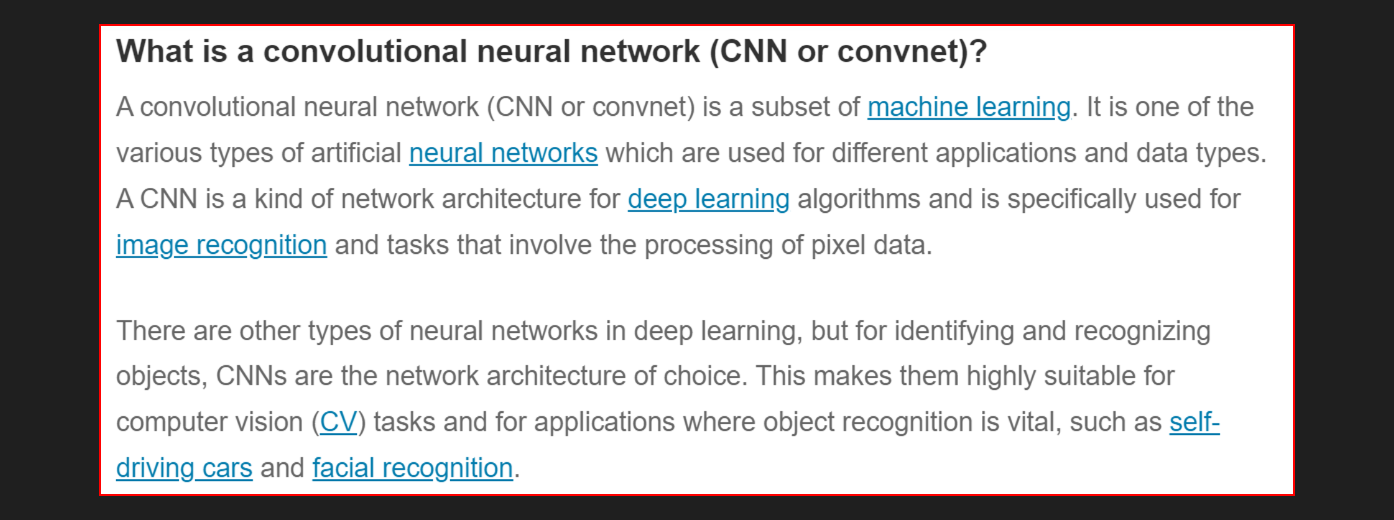 What is a convolutional neural network (CNN or convnet)?
A convolutional neural network (CNN or convnet) is a subset of machine learning. It is one of the
various types of artificial neural networks which are used for different applications and data types.
A CNN is a kind of network architecture for deep learning algorithms and is specifically used for
image recognition and tasks that involve the processing of pixel data.
There are other types of neural networks in deep learning, but for identifying and recognizing
objects, CNNs are the network architecture of choice. This makes them highly suitable for
computer vision (CV) tasks and for applications where object recognition is vital, such as self-
driving cars and facial recognition.